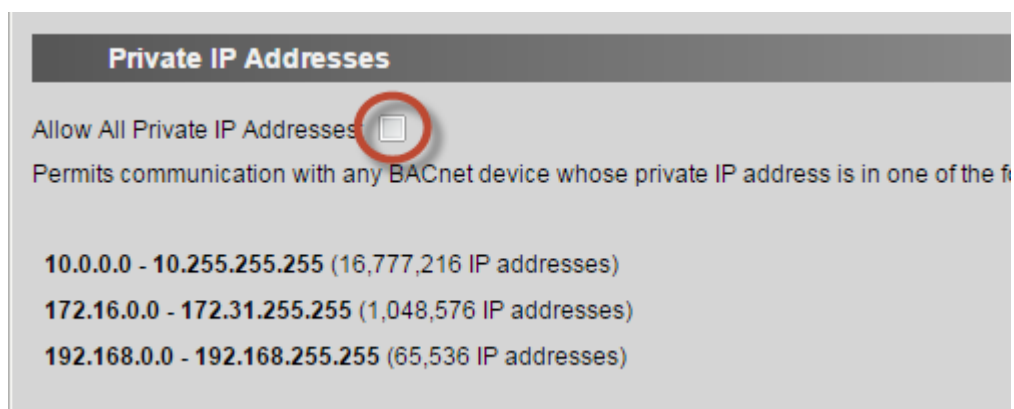 Private IP Addresses
Allow All Private IP Addresses
Permits communication with any BACnet device whose private IP address is in one of the
10.0.0.0 - 10.255.255.255 (16,777,216 IP addresses)
172.16.0.0 - 172.31.255.255 (1,048,576 IP addresses)
192.168.0.0 - 192.168.255.255 (65,536 IP addresses)